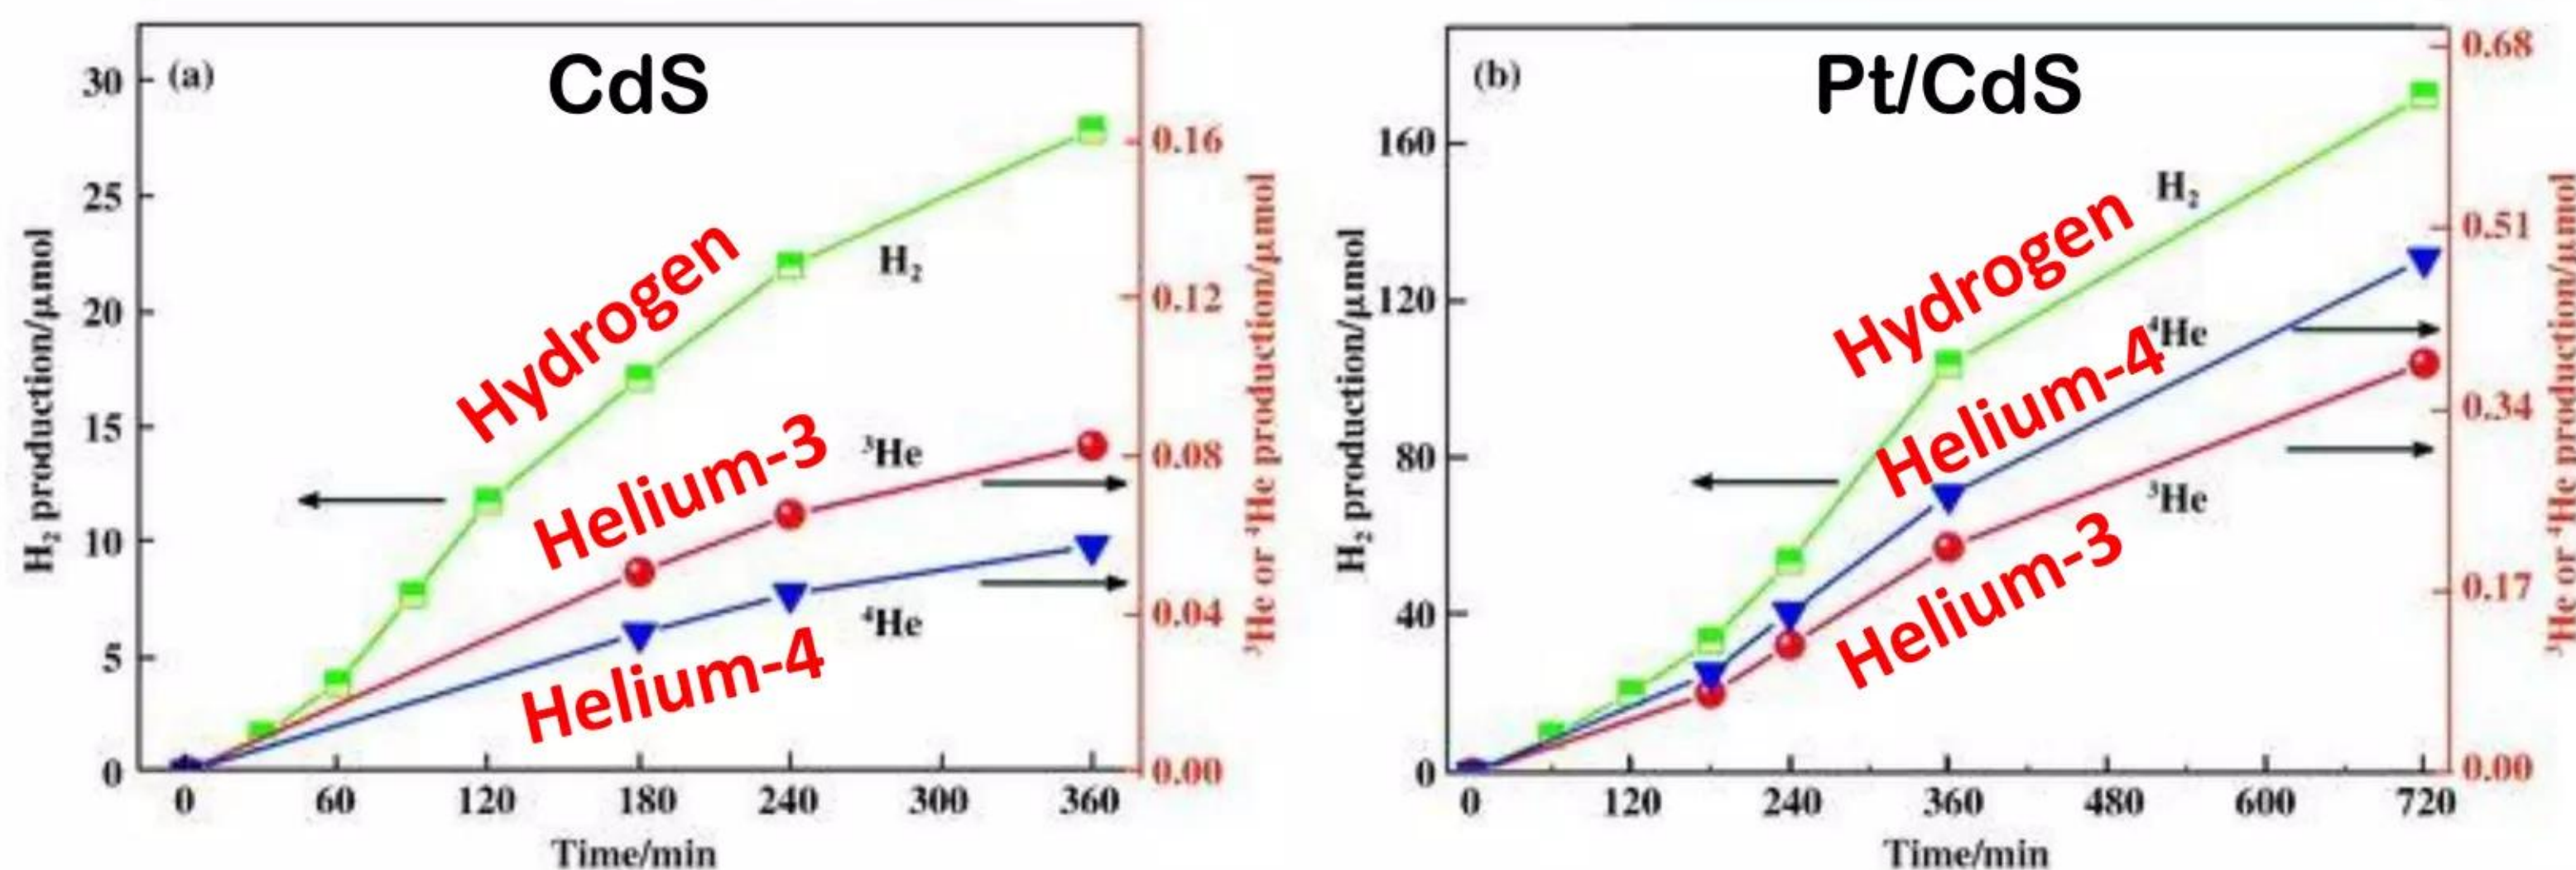 (a)
CdS
30
25
20
15
10
5
0
H₂ production/μmol
Hydrogen
H₂
Helium-3
³He
Helium-4
⁴He
0.16
0.12
0.08
0.04
0.00
³He or ⁴He production/μmol
0 60 120 180 240 300 360
Time/min
(b)
Pt/CdS
160
120
80
40
0
H₂ production/μmol
Hydrogen
H₂
Helium-4
⁴He
Helium-3
³He
0.68
0.51
0.34
0.17
0.00
³He or ⁴He production/μmol
0 120 240 360 480 600 720
Time/min